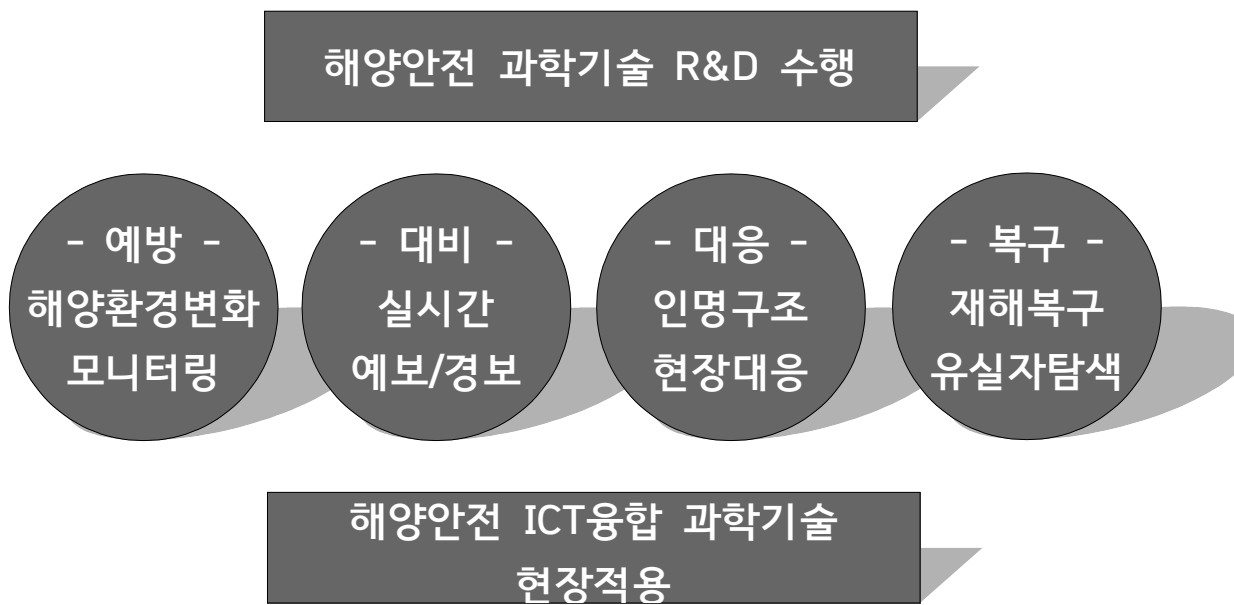 해양안전 과학기술 R&D 수행
- 예방 -
해양환경변화
모니터링
- 대비 -
실시간
예보/경보
- 대응 -
인명구조
현장대응
- 복구 -
재해복구
유실자탐색
해양안전 ICT융합 과학기술
현장적용